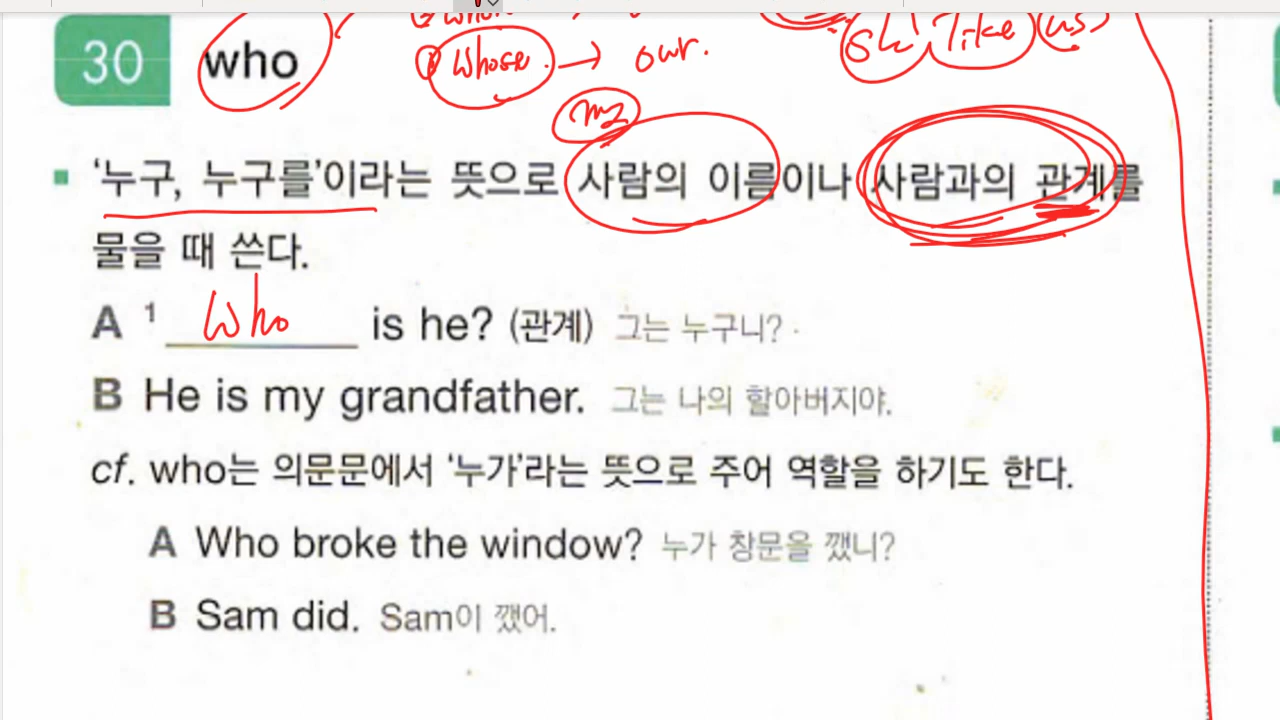 30 who
whose → our.
like us
my
‘누구, 누구를’이라는 뜻으로 사람의 이름이나 사람과의 관계를
물을 때 쓴다.
A 1 who is he? (관계) 그는 누구니?
B He is my grandfather. 그는 나의 할아버지야.
cf. who는 의문문에서 ‘누가’라는 뜻으로 주어 역할을 하기도 한다.
A Who broke the window? 누가 창문을 깼니?
B Sam did. Sam이 깼어.